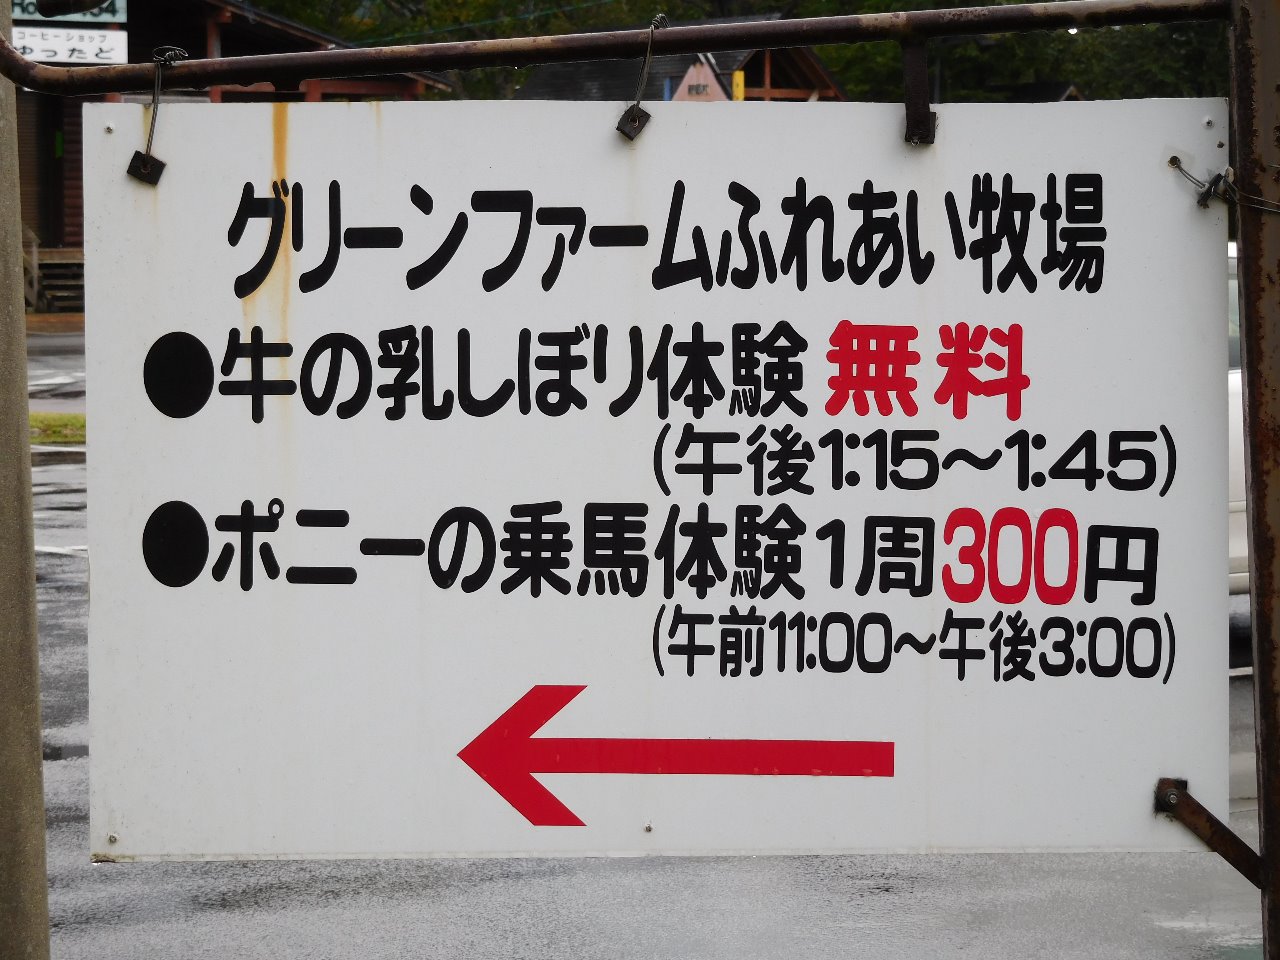 コーヒーショップ
ゆったど
グリーンファームふれあい牧場
●牛の乳しぼり体験 無料
(午後1:15～1:45)
●ポニーの乗馬体験1周300円
(午前11:00～午後3:00)